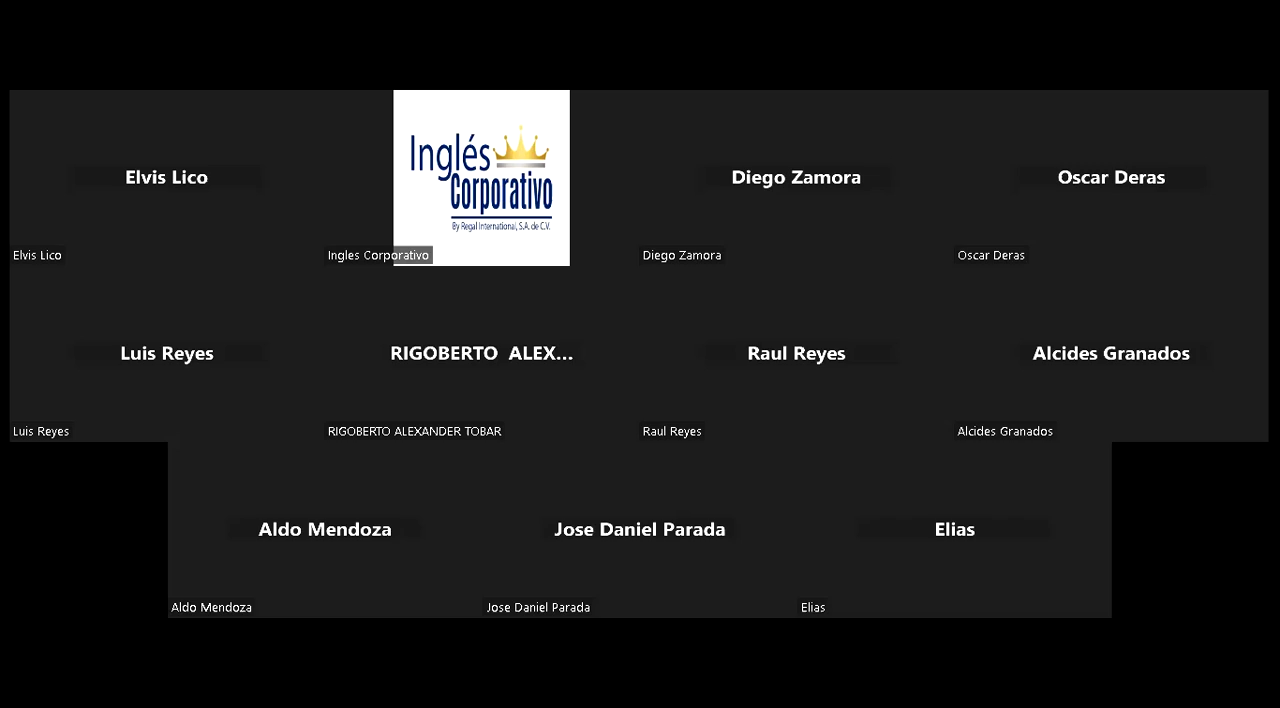 Elvis Lico
Inglés
Corporativo
By Regal International, S.A. de C.V.
Diego Zamora
Oscar Deras
Elvis Lico
Ingles Corporativo
Diego Zamora
Oscar Deras
Luis Reyes
RIGOBERTO ALEX...
Raul Reyes
Alcides Granados
Luis Reyes
RIGOBERTO ALEXANDER TOBAR
Raul Reyes
Alcides Granados
Aldo Mendoza
Jose Daniel Parada
Elias
Aldo Mendoza
Jose Daniel Parada
Elias